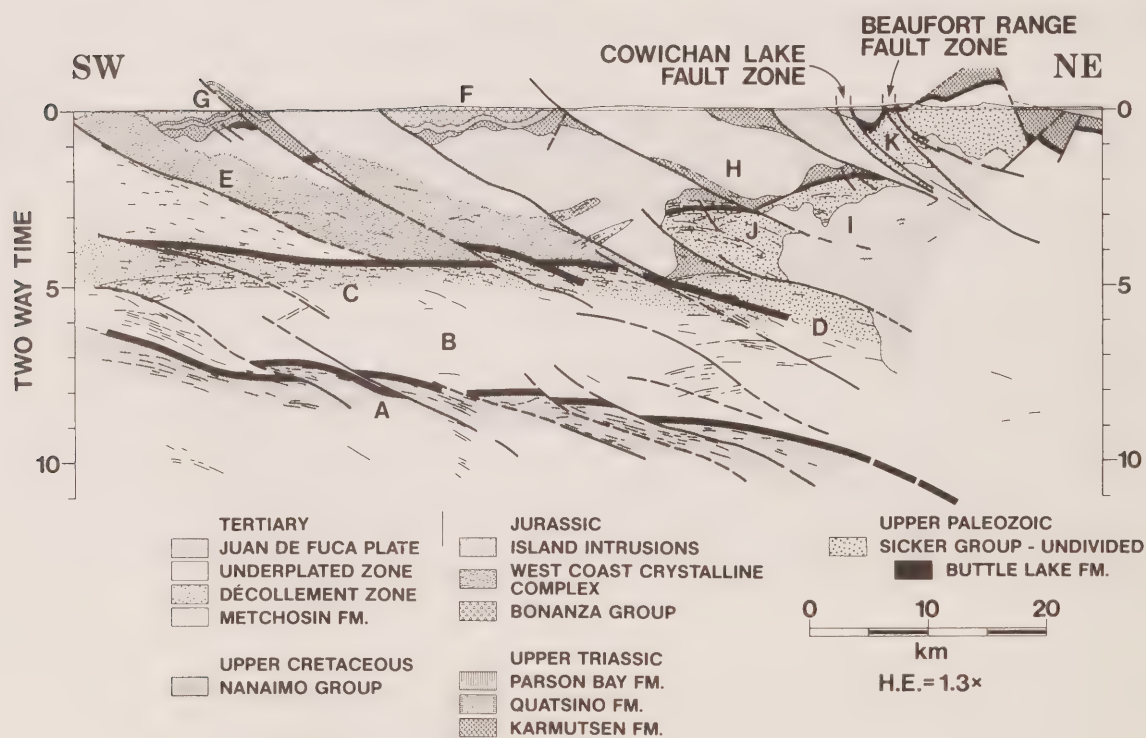 BEAUFORT RANGE
FAULT ZONE
COWICHAN LAKE
FAULT ZONE
SW
NE
G
F
0
0
K
E
H
I
J
TWO WAY TIME
5
5
C
D
B
A
10
10
TERTIARY
JUAN DE FUCA PLATE
UNDERPLATED ZONE
DÉCOLLEMENT ZONE
METCHOSIN FM.
UPPER CRETACEOUS
NANAIMO GROUP
JURASSIC
ISLAND INTRUSIONS
WEST COAST CRYSTALLINE
COMPLEX
BONANZA GROUP
UPPER TRIASSIC
PARSON BAY FM.
QUATSINO FM.
KARMUTSEN FM.
UPPER PALEOZOIC
SICKER GROUP - UNDIVIDED
BUTTLE LAKE FM.
0 10 20
km
H.E.=1.3×